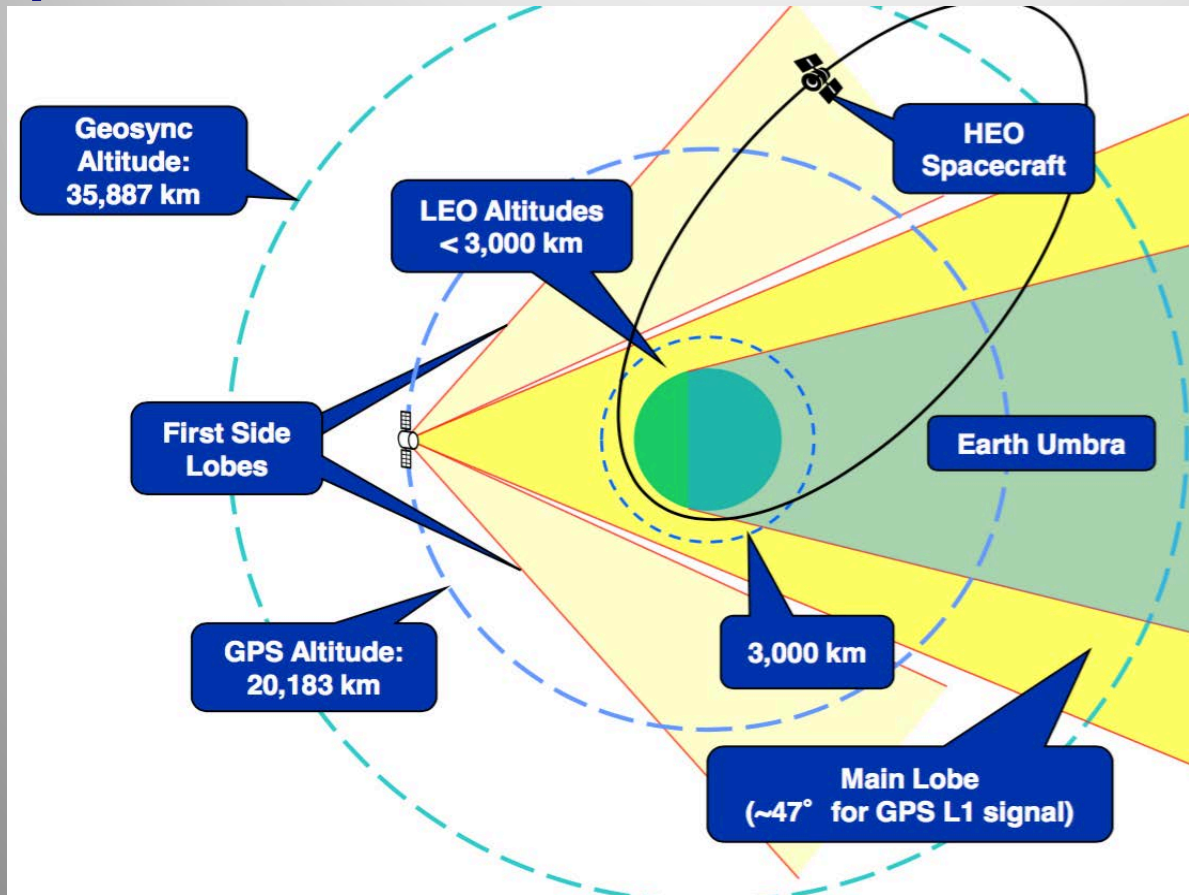 Geosync
Altitude:
35,887 km
HEO
Spacecraft
LEO Altitudes
< 3,000 km
First Side
Lobes
Earth Umbra
GPS Altitude:
20,183 km
3,000 km
Main Lobe
(~47° for GPS L1 signal)